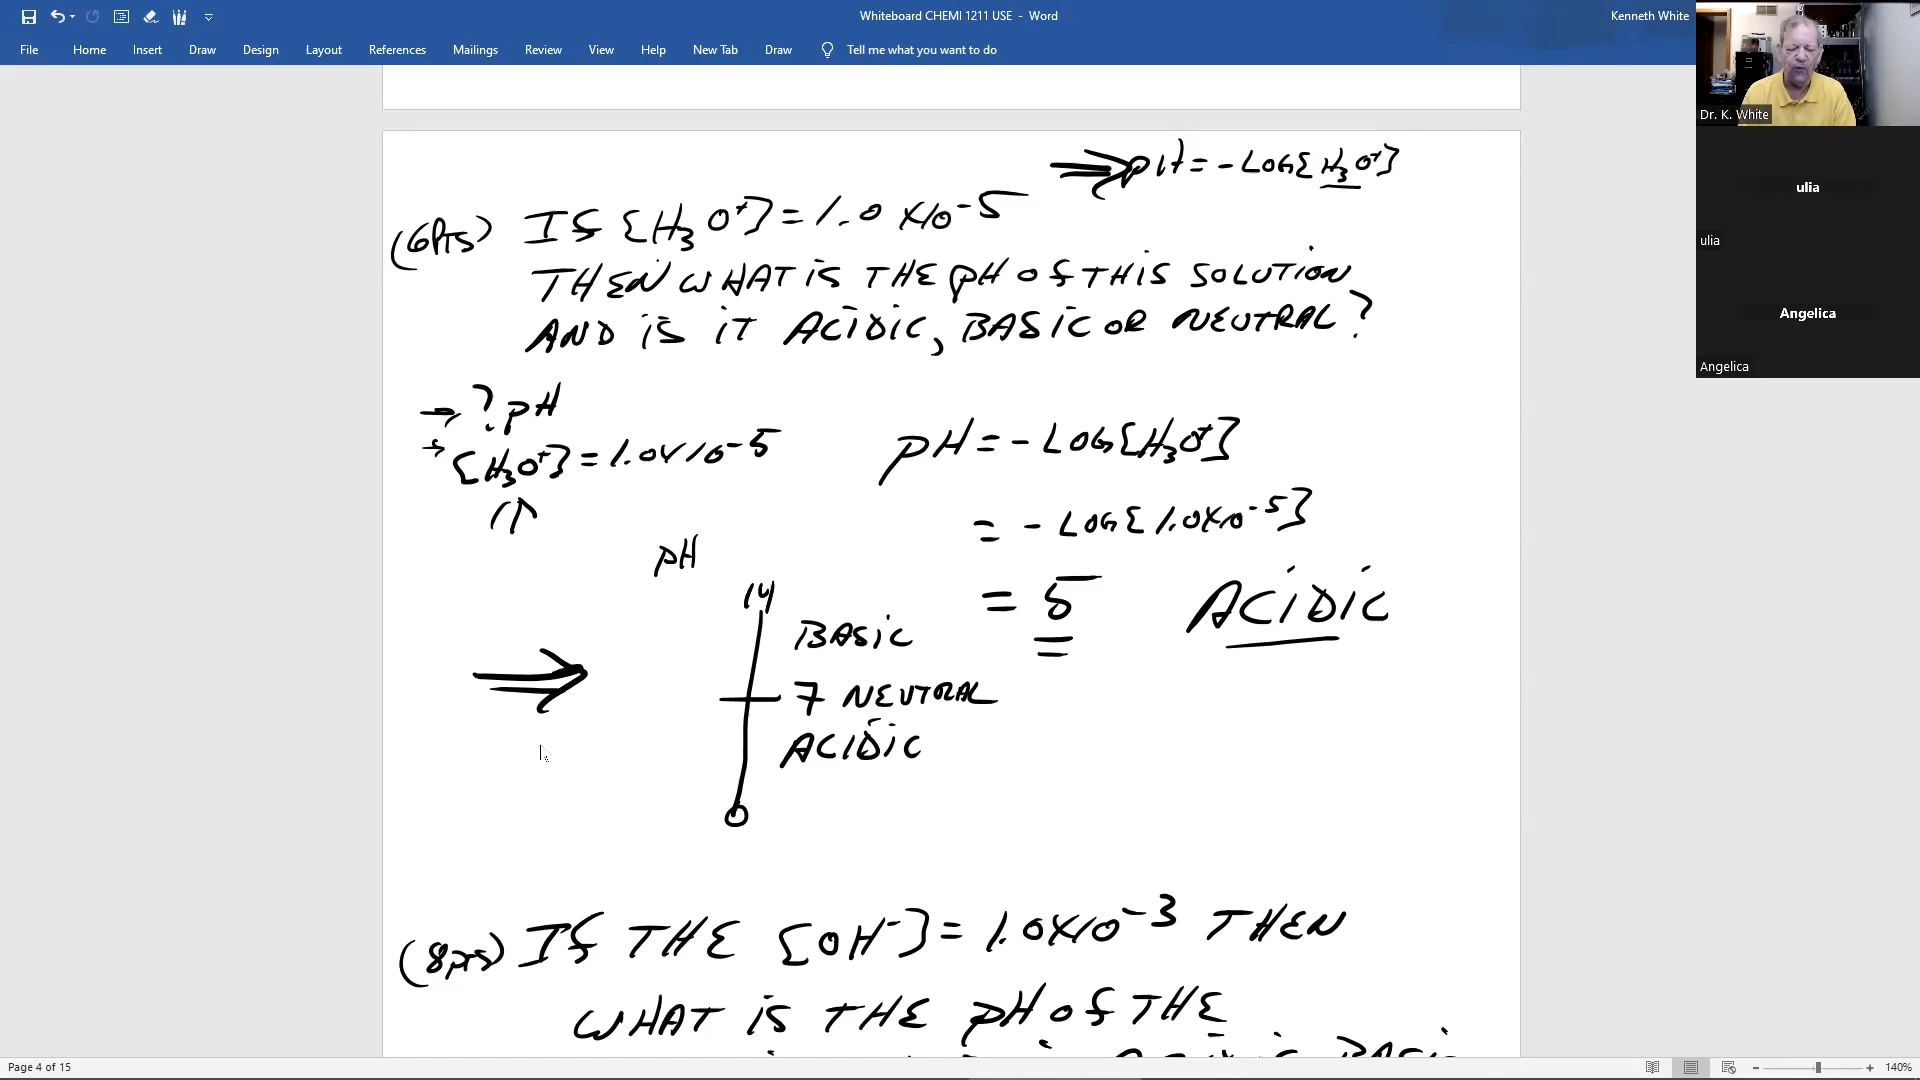 Whiteboard CHEMI 1211 USE - Word
Kenneth White
File Home Insert Draw Design Layout References Mailings Review View Help New Tab Draw Tell me what you want to do
Dr. K. White
ulia
ulia
Angelica
Angelica
pH = - LOG[H3O+]
(6PTS) IF [H3O+] = 1.0 X10-5
THEN WHAT IS THE pH OF THIS SOLUTION
AND IS IT ACIDIC, BASIC OR NEUTRAL?
→ ? pH
→ [H3O+] = 1.0X10-5
pH = - LOG[H3O+]
= - LOG[1.0X10-5]
= 5 ACIDIC
pH
14
BASIC
7 NEUTRAL
ACIDIC
0
(8pts) IF THE [OH-] = 1.0X10-3 THEN
WHAT IS THE pH OF THE
Page 4 of 15
140%